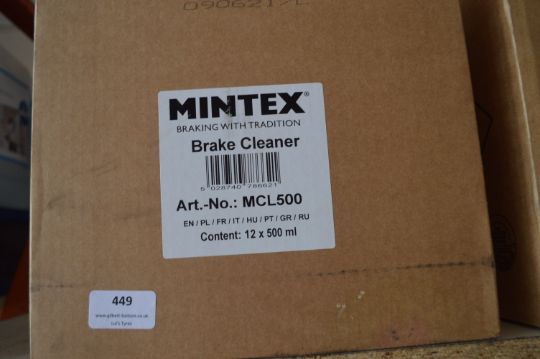 090621/L
MINTEX®
BRAKING WITH TRADITION
Brake Cleaner
5 028740 786621
Art.-No.: MCL500
EN / PL / FR / IT / HU / PT / GR / RU
Content: 12 x 500 ml
449